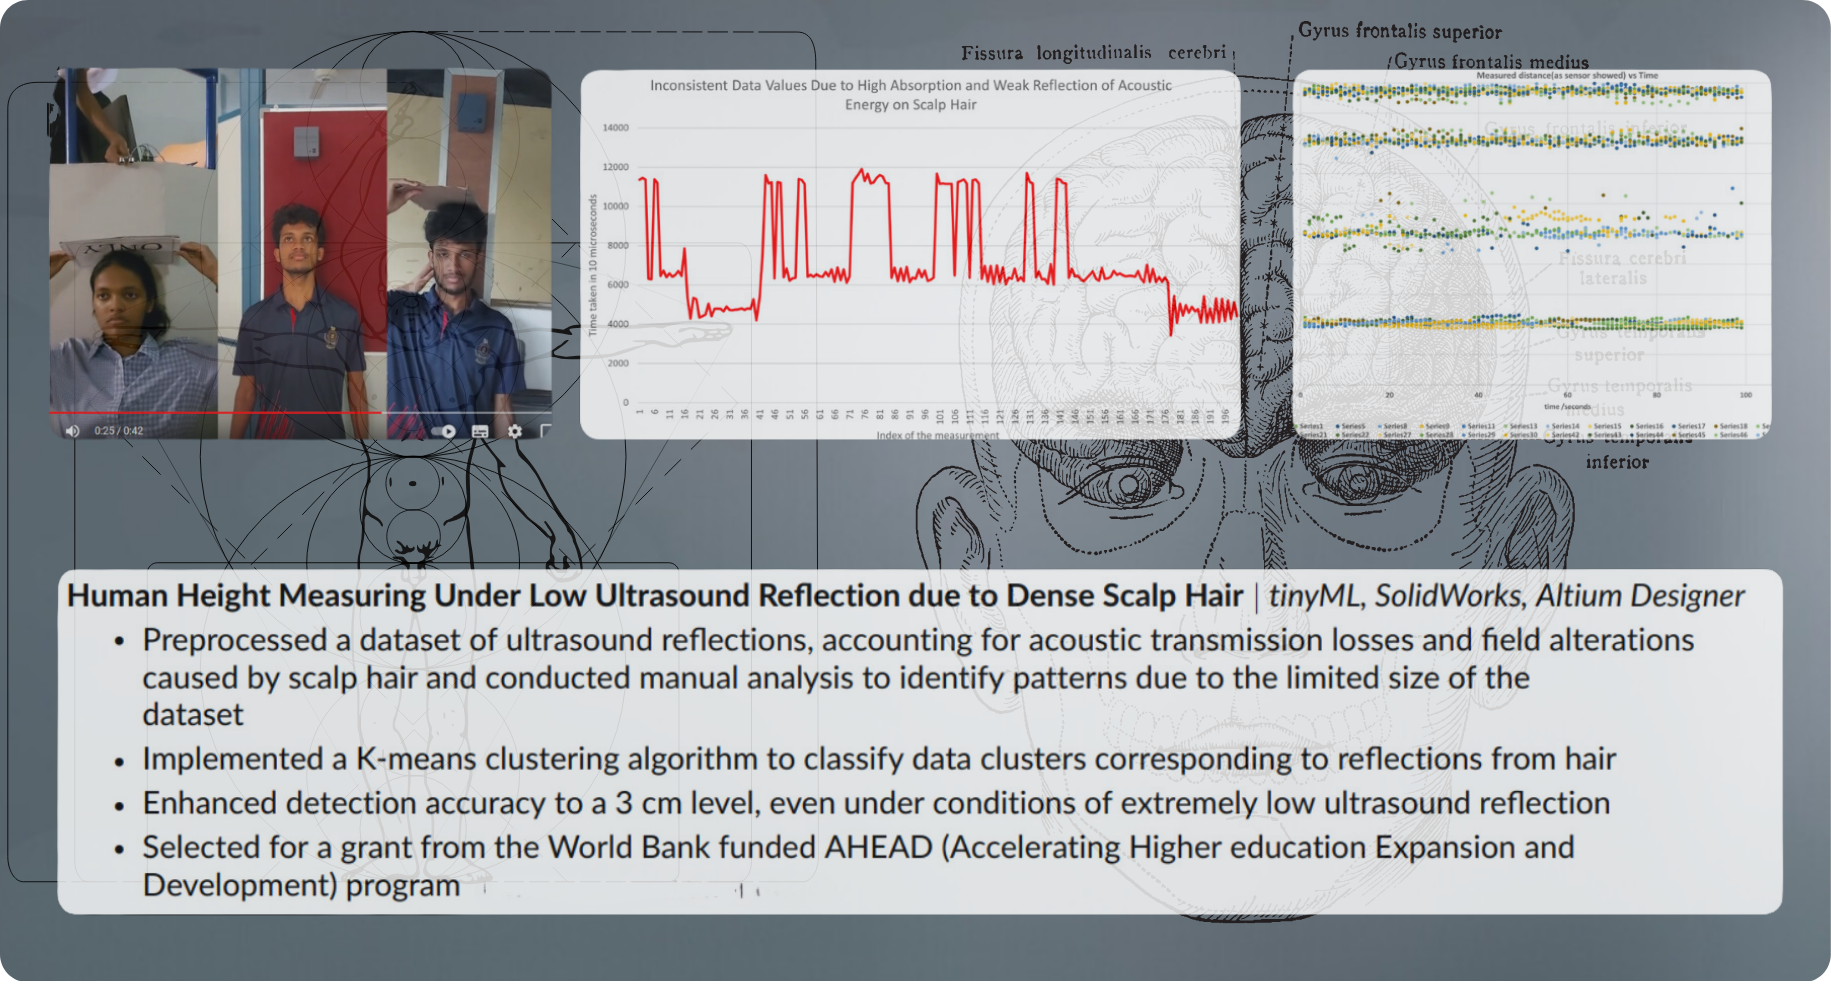 Fissura longitudinalis cerebri
Gyrus frontalis superior
Gyrus frontalis medius
ONLY
0:25 / 0:42
Inconsistent Data Values Due to High Absorption and Weak Reflection of Acoustic
Energy on Scalp Hair
Time taken in 10 microseconds
14000
12000
10000
8000
6000
4000
2000
0
1 6 11 16 21 26 31 36 41 46 51 56 61 66 71 76 81 86 91 96 101 106 111 116 121 126 131 136 141 146 151 156 161 166 171 176 181 186 191 196
Index of the measurement
Measured distance(as sensor showed) vs Time
Gyrus frontalis inferior
Fissura cerebri
lateralis
Gyrus temporalis
superior
Gyrus temporalis
medius
0 20 40 60 80 100
time /seconds
Series1 Series5 Series8 Series9 Series11 Series13 Series14 Series15 Series16 Series17 Series18
Series21 Series22 Series27 Series28 Series29 Series30 Series42 Series43 Series44 Series45 Series46
inferior
Human Height Measuring Under Low Ultrasound Reflection due to Dense Scalp Hair | tinyML, SolidWorks, Altium Designer
• Preprocessed a dataset of ultrasound reflections, accounting for acoustic transmission losses and field alterations
caused by scalp hair and conducted manual analysis to identify patterns due to the limited size of the
dataset
• Implemented a K-means clustering algorithm to classify data clusters corresponding to reflections from hair
• Enhanced detection accuracy to a 3 cm level, even under conditions of extremely low ultrasound reflection
• Selected for a grant from the World Bank funded AHEAD (Accelerating Higher education Expansion and
Development) program